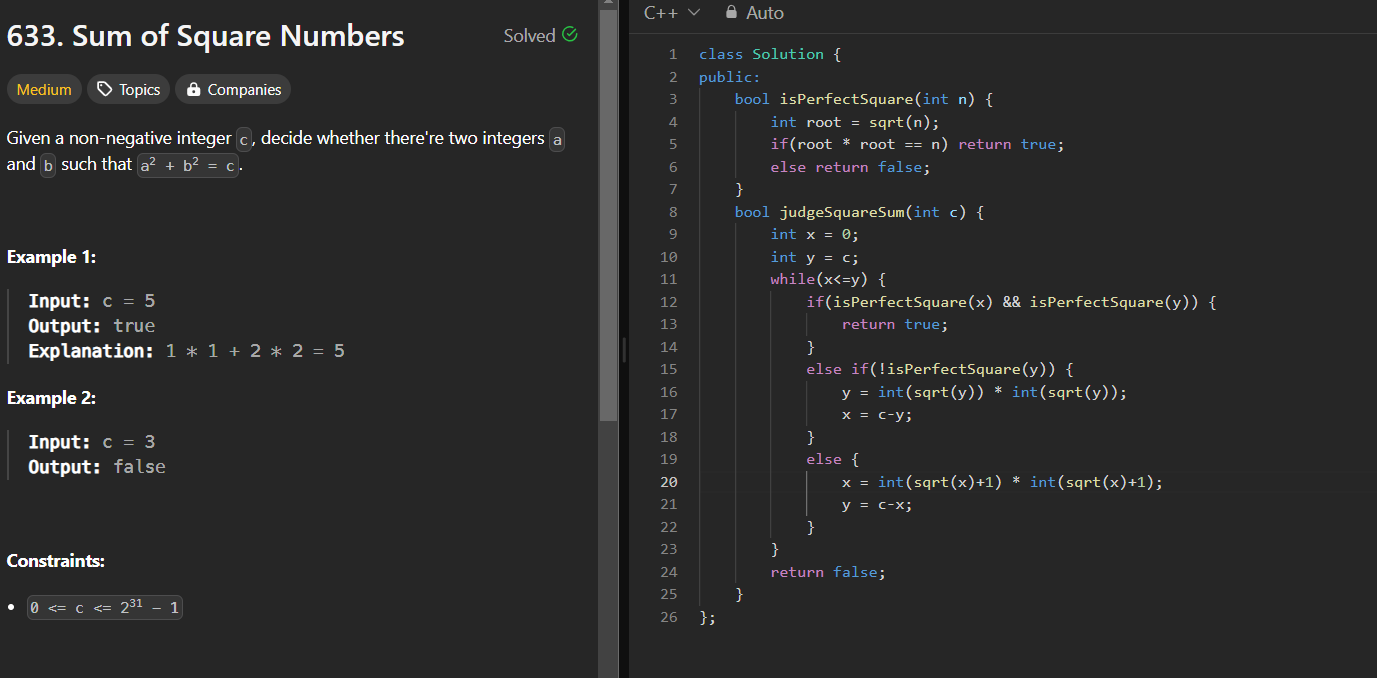 633. Sum of Square Numbers
Solved
Medium
Topics
Companies
Given a non-negative integer c, decide whether there're two integers a
and b such that a² + b² = c.
Example 1:
Input: c = 5
Output: true
Explanation: 1 * 1 + 2 * 2 = 5
Example 2:
Input: c = 3
Output: false
Constraints:
• 0 <= c <= 2³¹ - 1
C++
Auto
1 class Solution {
2 public:
3     bool isPerfectSquare(int n) {
4         int root = sqrt(n);
5         if(root * root == n) return true;
6         else return false;
7     }
8     bool judgeSquareSum(int c) {
9         int x = 0;
10         int y = c;
11         while(x<=y) {
12             if(isPerfectSquare(x) && isPerfectSquare(y)) {
13                 return true;
14             }
15             else if(!isPerfectSquare(y)) {
16                 y = int(sqrt(y)) * int(sqrt(y));
17                 x = c-y;
18             }
19             else {
20                 x = int(sqrt(x)+1) * int(sqrt(x)+1);
21                 y = c-x;
22             }
23         }
24         return false;
25     }
26 };